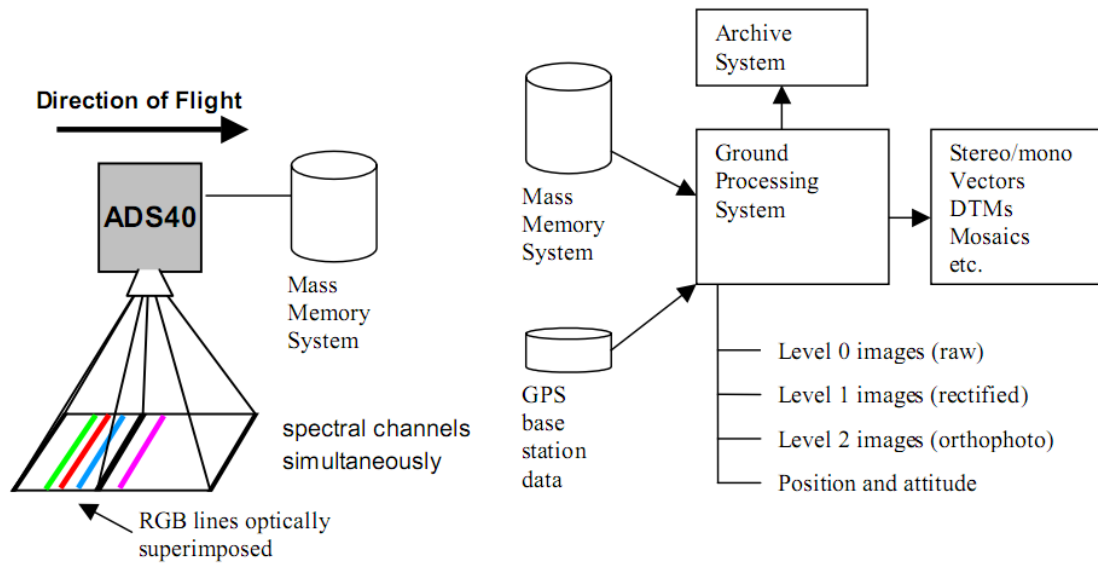 Direction of Flight
ADS40
Mass
Memory
System
spectral channels
simultaneously
RGB lines optically
superimposed
Archive
System
Mass
Memory
System
Ground
Processing
System
Stereo/mono
Vectors
DTMs
Mosaics
etc.
GPS
base
station
data
Level 0 images (raw)
Level 1 images (rectified)
Level 2 images (orthophoto)
Position and attitude